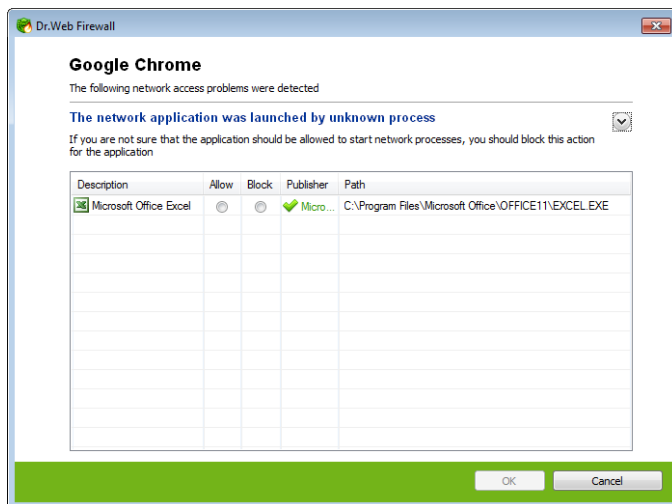 Dr.Web Firewall
Google Chrome
The following network access problems were detected
The network application was launched by unknown process
If you are not sure that the application should be allowed to start network processes, you should block this action
for the application
Description Allow Block Publisher Path
Microsoft Office Excel Micro... C:\Program Files\Microsoft Office\OFFICE11\EXCEL.EXE
OK Cancel